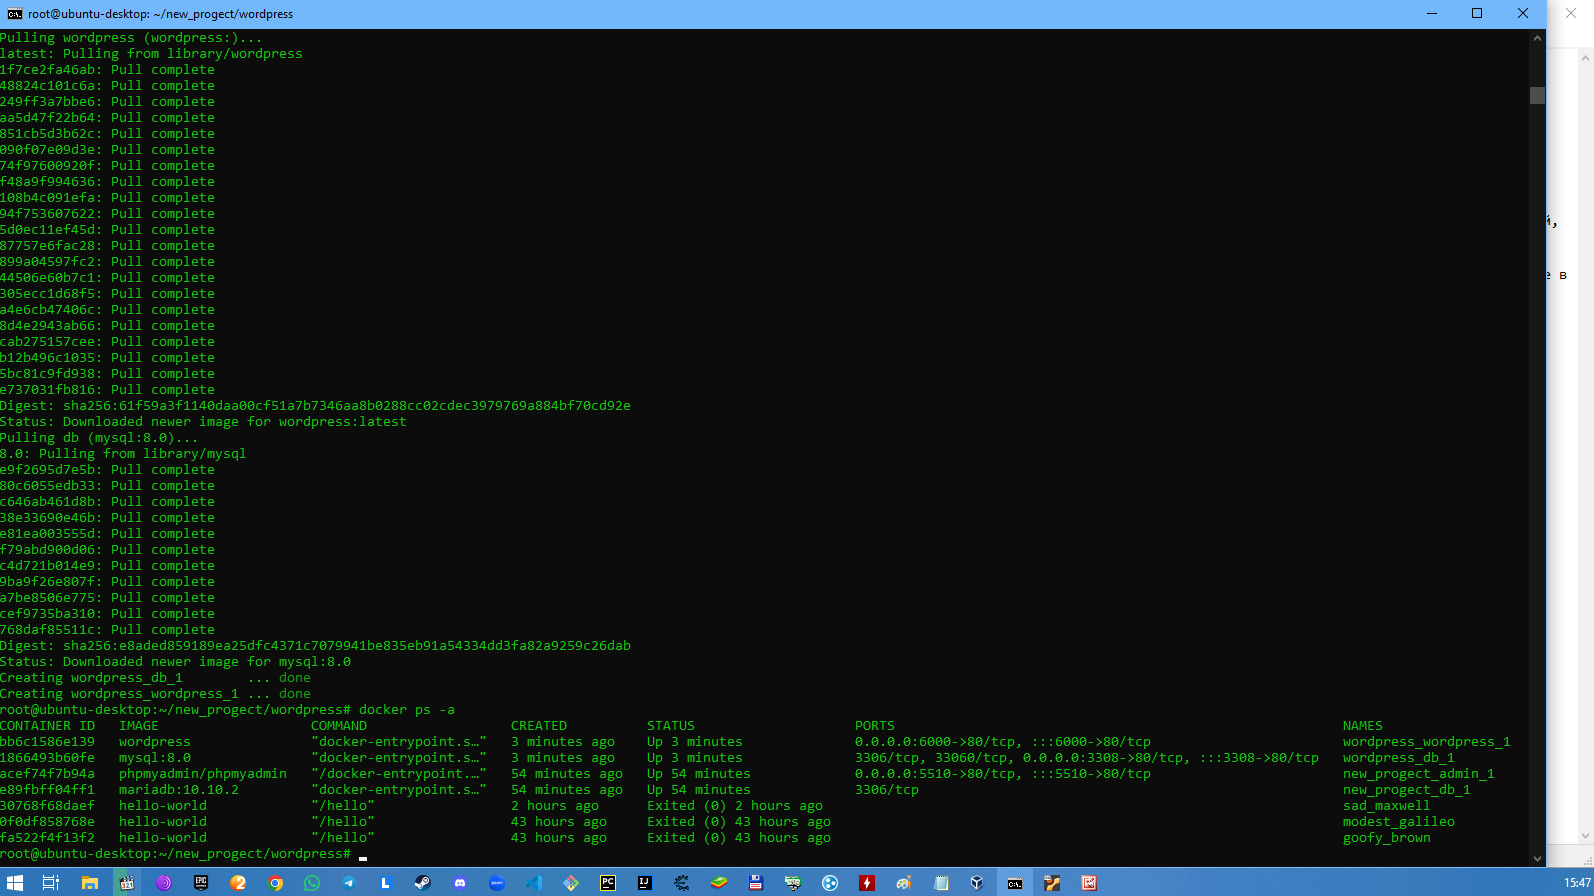 root@ubuntu-desktop: ~/new_progect/wordpress
Pulling wordpress (wordpress:)...
latest: Pulling from library/wordpress
1f7ce2fa46ab: Pull complete
48824c101c6a: Pull complete
249ff3a7bbe6: Pull complete
aa5d47f22b64: Pull complete
851cb5d3b62c: Pull complete
090f07e09d3e: Pull complete
74f97600920f: Pull complete
f48a9f994636: Pull complete
108b4c091efa: Pull complete
94f753607622: Pull complete
5d0ec11ef45d: Pull complete
87757e6fac28: Pull complete
899a04597fc2: Pull complete
44506e60b7c1: Pull complete
305ecc1d68f5: Pull complete
a4e6cb47406c: Pull complete
8d4e2943ab66: Pull complete
cab275157cee: Pull complete
b12b496c1035: Pull complete
5bc81c9fd938: Pull complete
e737031fb816: Pull complete
Digest: sha256:61f59a3f1140daa00cf51a7b7346aa8b0288cc02cdec3979769a884bf70cd92e
Status: Downloaded newer image for wordpress:latest
Pulling db (mysql:8.0)...
8.0: Pulling from library/mysql
e9f2695d7e5b: Pull complete
80c6055edb33: Pull complete
c646ab461d8b: Pull complete
38e33690e46b: Pull complete
e81ea003555d: Pull complete
f79abd900d06: Pull complete
c4d721b014e9: Pull complete
9ba9f26e807f: Pull complete
a7be8506e775: Pull complete
cef9735ba310: Pull complete
768daf85511c: Pull complete
Digest: sha256:e8aded859189ea25dfc4371c7079941be835eb91a54334dd3fa82a9259c26dab
Status: Downloaded newer image for mysql:8.0
Creating wordpress_db_1        ... done
Creating wordpress_wordpress_1 ... done
root@ubuntu-desktop:~/new_progect/wordpress# docker ps -a
CONTAINER ID   IMAGE                   COMMAND                  CREATED          STATUS                    PORTS                                                        NAMES
bb6c1586e139   wordpress               "docker-entrypoint.s…"   3 minutes ago    Up 3 minutes              0.0.0.0:6000->80/tcp, :::6000->80/tcp                        wordpress_wordpress_1
1866493b60fe   mysql:8.0               "docker-entrypoint.s…"   3 minutes ago    Up 3 minutes              3306/tcp, 33060/tcp, 0.0.0.0:3308->80/tcp, :::3308->80/tcp   wordpress_db_1
acef74f7b94a   phpmyadmin/phpmyadmin   "/docker-entrypoint.…"   54 minutes ago   Up 54 minutes             0.0.0.0:5510->80/tcp, :::5510->80/tcp                        new_progect_admin_1
e89fbff04ff1   mariadb:10.10.2         "docker-entrypoint.s…"   54 minutes ago   Up 54 minutes             3306/tcp                                                     new_progect_db_1
30768f68daef   hello-world             "/hello"                 2 hours ago      Exited (0) 2 hours ago                                                                 sad_maxwell
0f0df858768e   hello-world             "/hello"                 43 hours ago     Exited (0) 43 hours ago                                                                modest_galileo
fa522f4f13f2   hello-world             "/hello"                 43 hours ago     Exited (0) 43 hours ago                                                                goofy_brown
root@ubuntu-desktop:~/new_progect/wordpress#
в
15:47